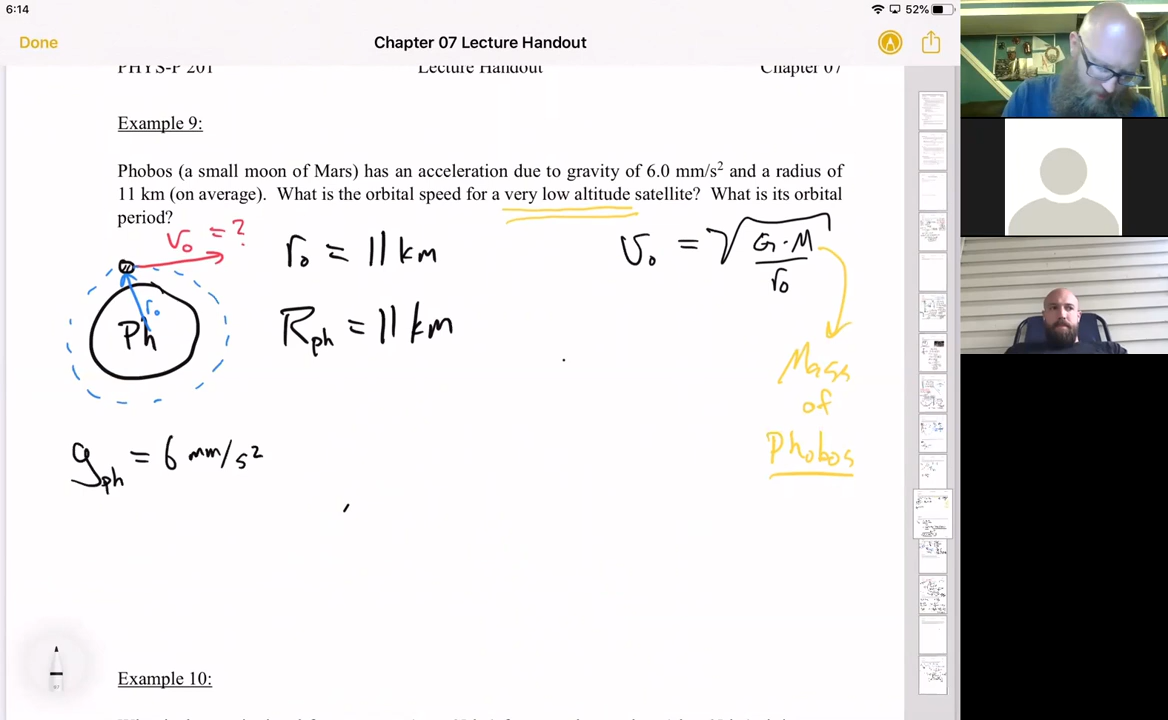 6:14
52%
Done
Chapter 07 Lecture Handout
PHYS-P 201
Lecture Handout
Chapter 07
Example 9:
Phobos (a small moon of Mars) has an acceleration due to gravity of 6.0 mm/s² and a radius of
11 km (on average). What is the orbital speed for a very low altitude satellite? What is its orbital
period?
v₀ = ?
r₀
Ph
r₀ = 11 km
R_ph = 11 km
v₀ = √(G·M/r₀)
Mass
of
Phobos
g_ph = 6 mm/s²
Example 10: